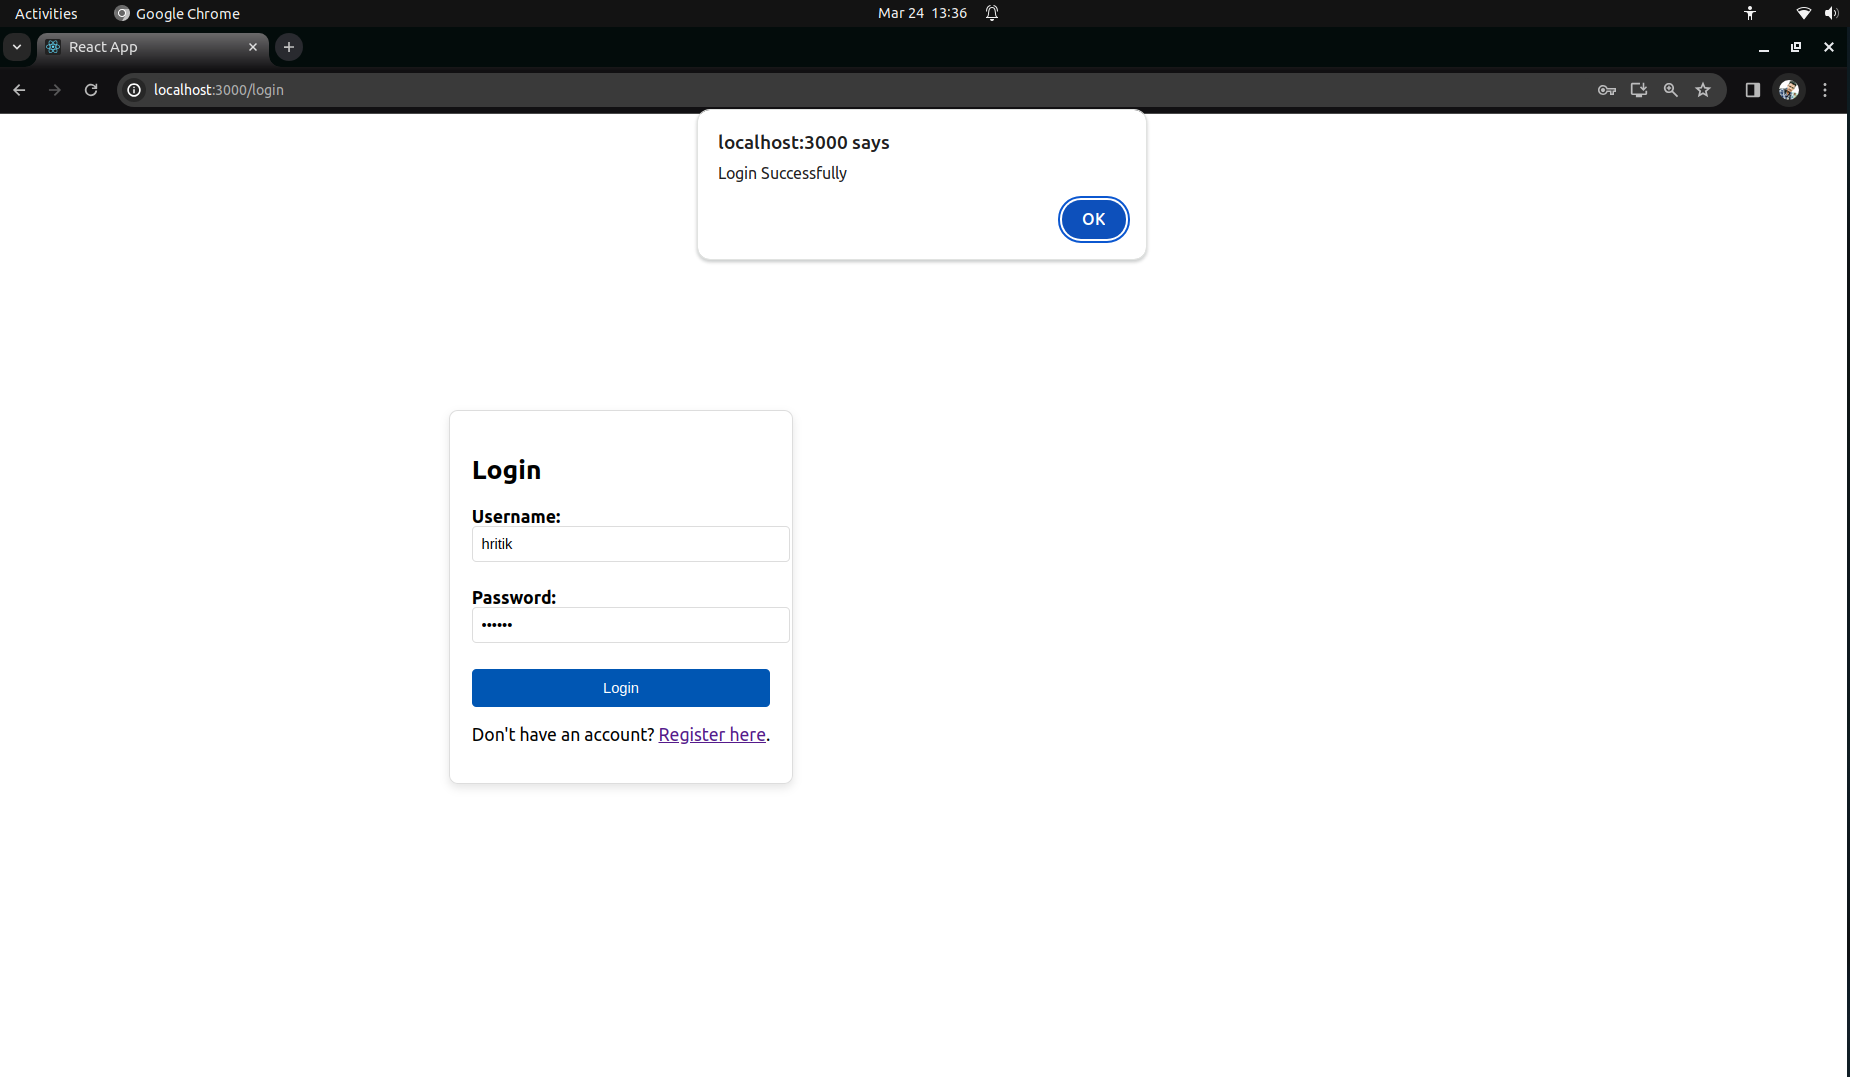 Activities Google Chrome Mar 24 13:36
React App
localhost:3000/login
localhost:3000 says
Login Successfully
OK
Login
Username:
hritik
Password:
••••••
Login
Don't have an account? Register here.